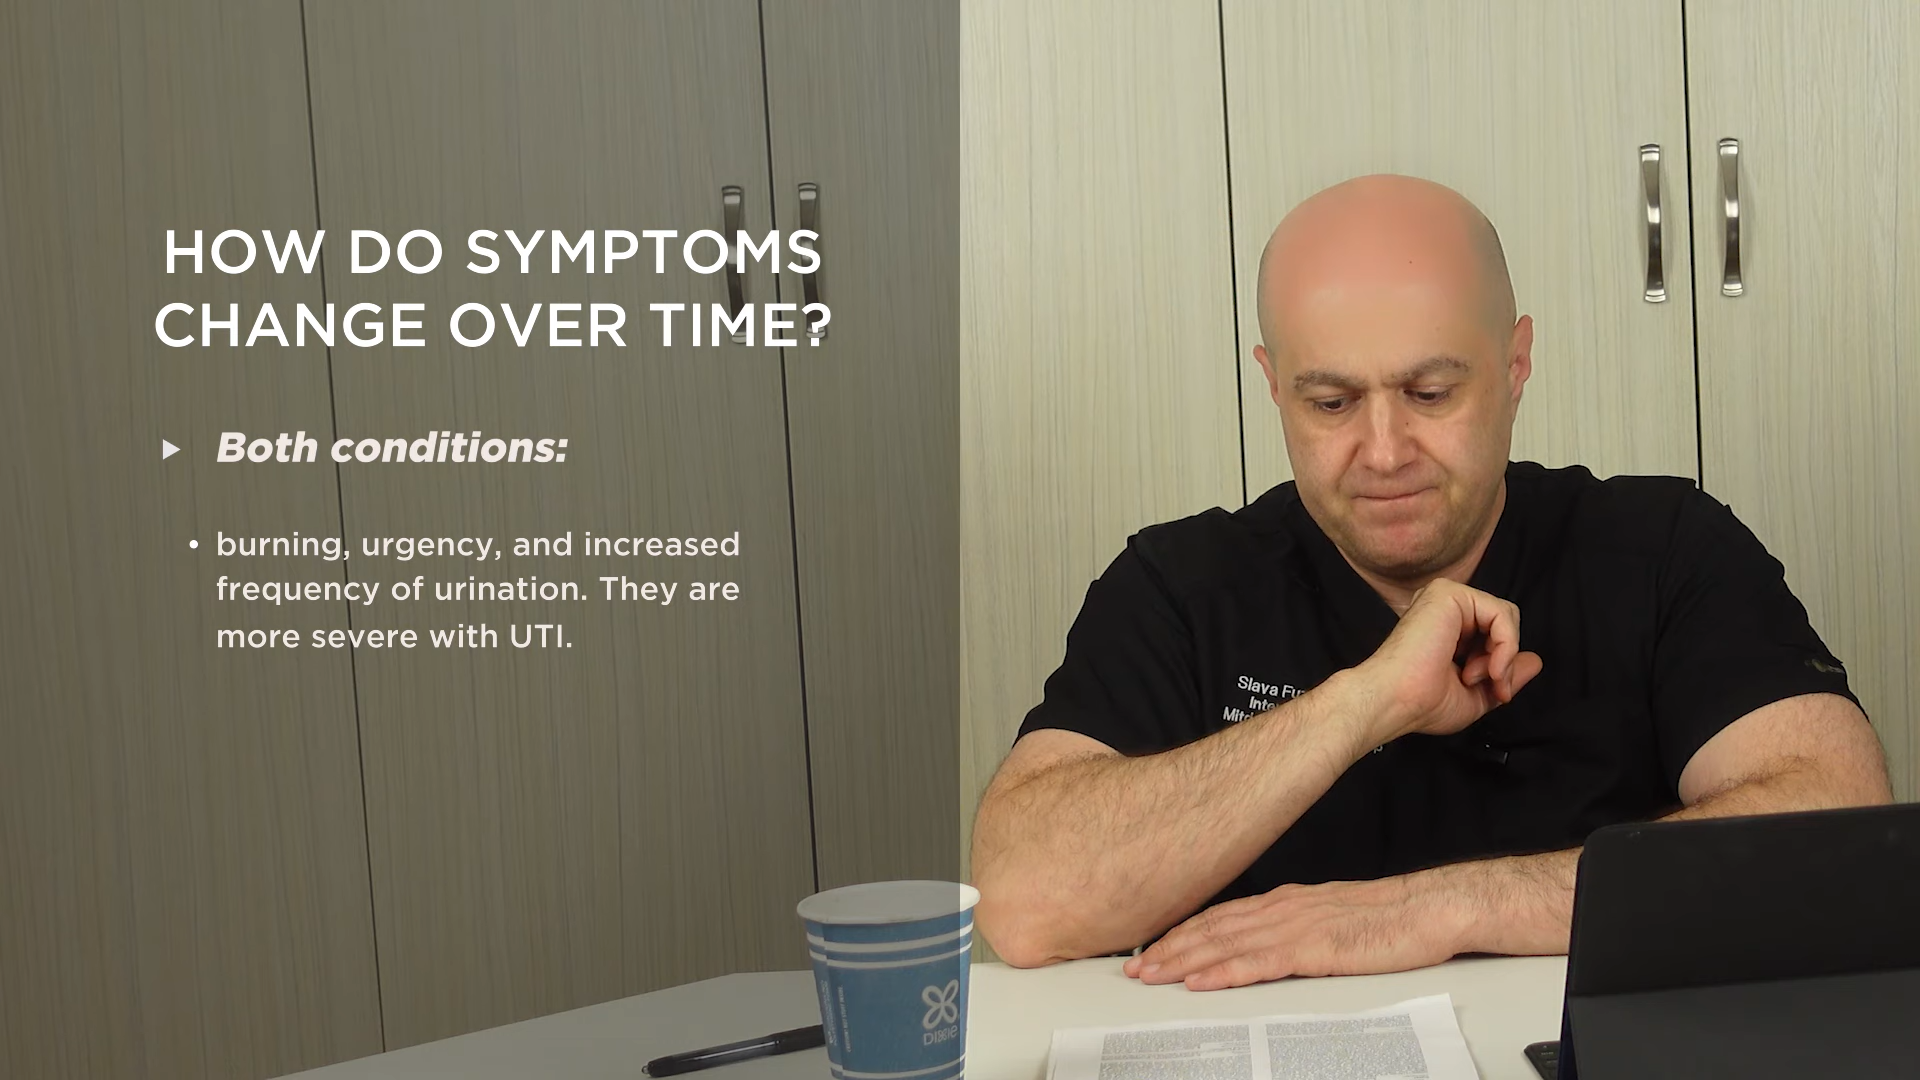 HOW DO SYMPTOMS
CHANGE OVER TIME?
Both conditions:
• burning, urgency, and increased
frequency of urination. They are
more severe with UTI.
Slava
DIXIE